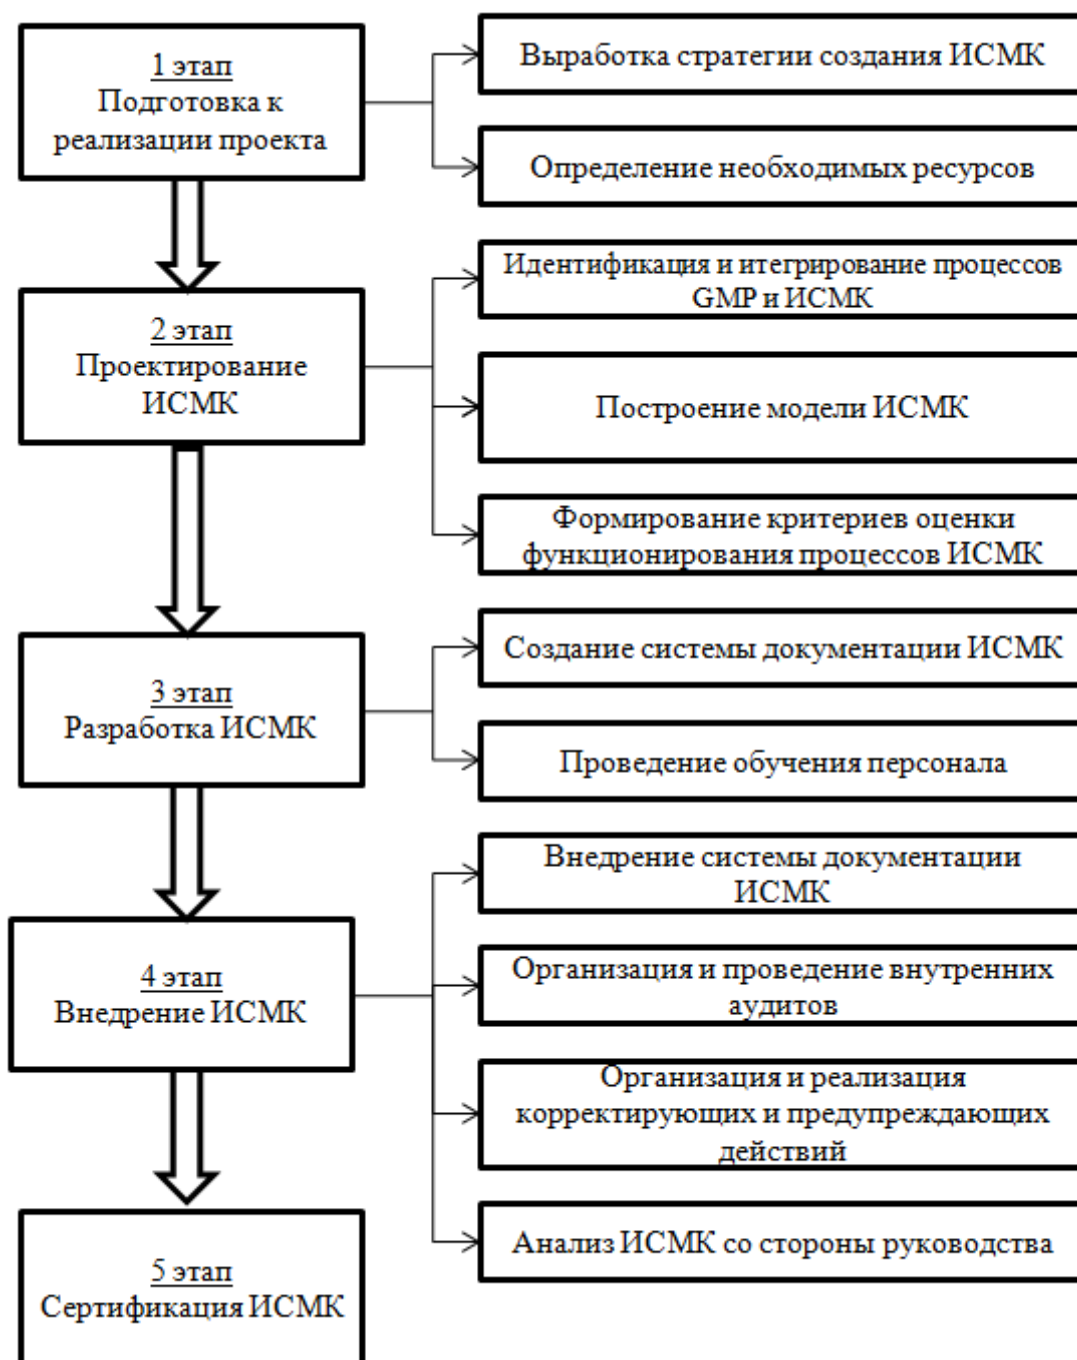 1 этап
Подготовка к
реализации проекта
Выработка стратегии создания ИСМК
Определение необходимых ресурсов
2 этап
Проектирование
ИСМК
Идентификация и итегрирование процессов
GMP и ИСМК
Построение модели ИСМК
Формирование критериев оценки
функционирования процессов ИСМК
3 этап
Разработка ИСМК
Создание системы документации ИСМК
Проведение обучения персонала
4 этап
Внедрение ИСМК
Внедрение системы документации
ИСМК
Организация и проведение внутренних
аудитов
Организация и реализация
корректирующих и предупреждающих
действий
Анализ ИСМК со стороны руководства
5 этап
Сертификация ИСМК